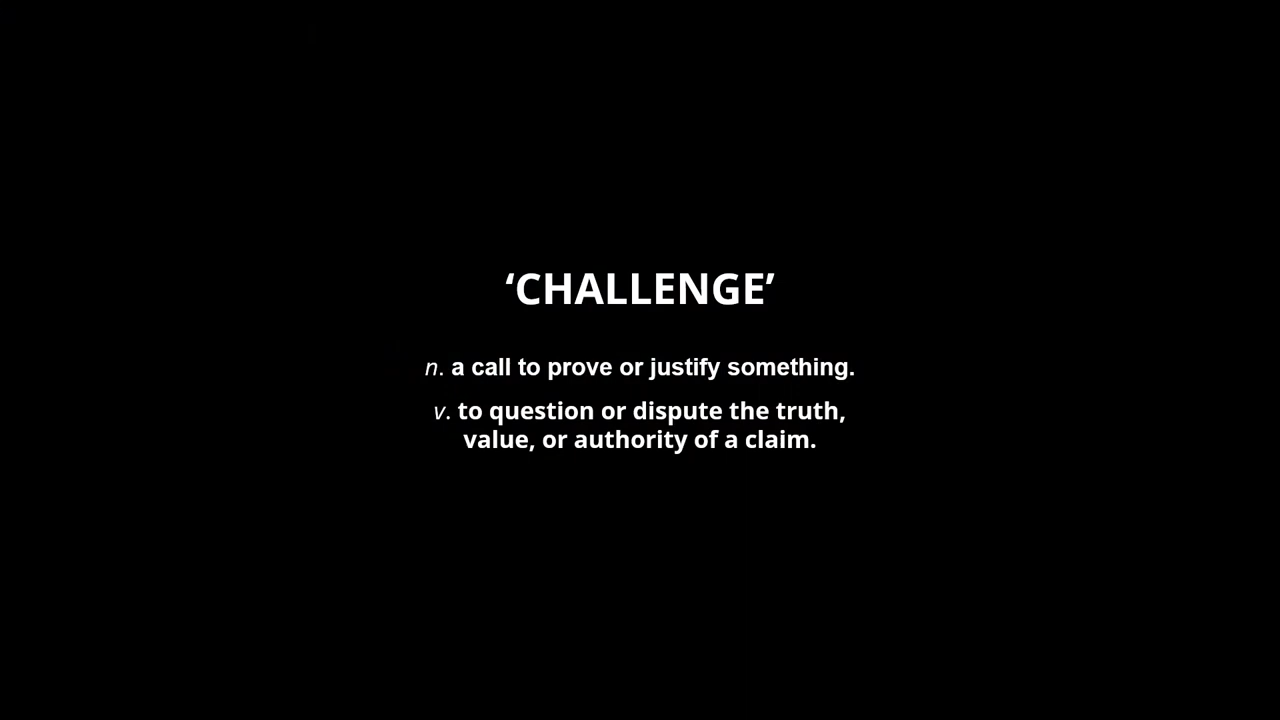 ‘CHALLENGE’
n. a call to prove or justify something.
v. to question or dispute the truth,
value, or authority of a claim.